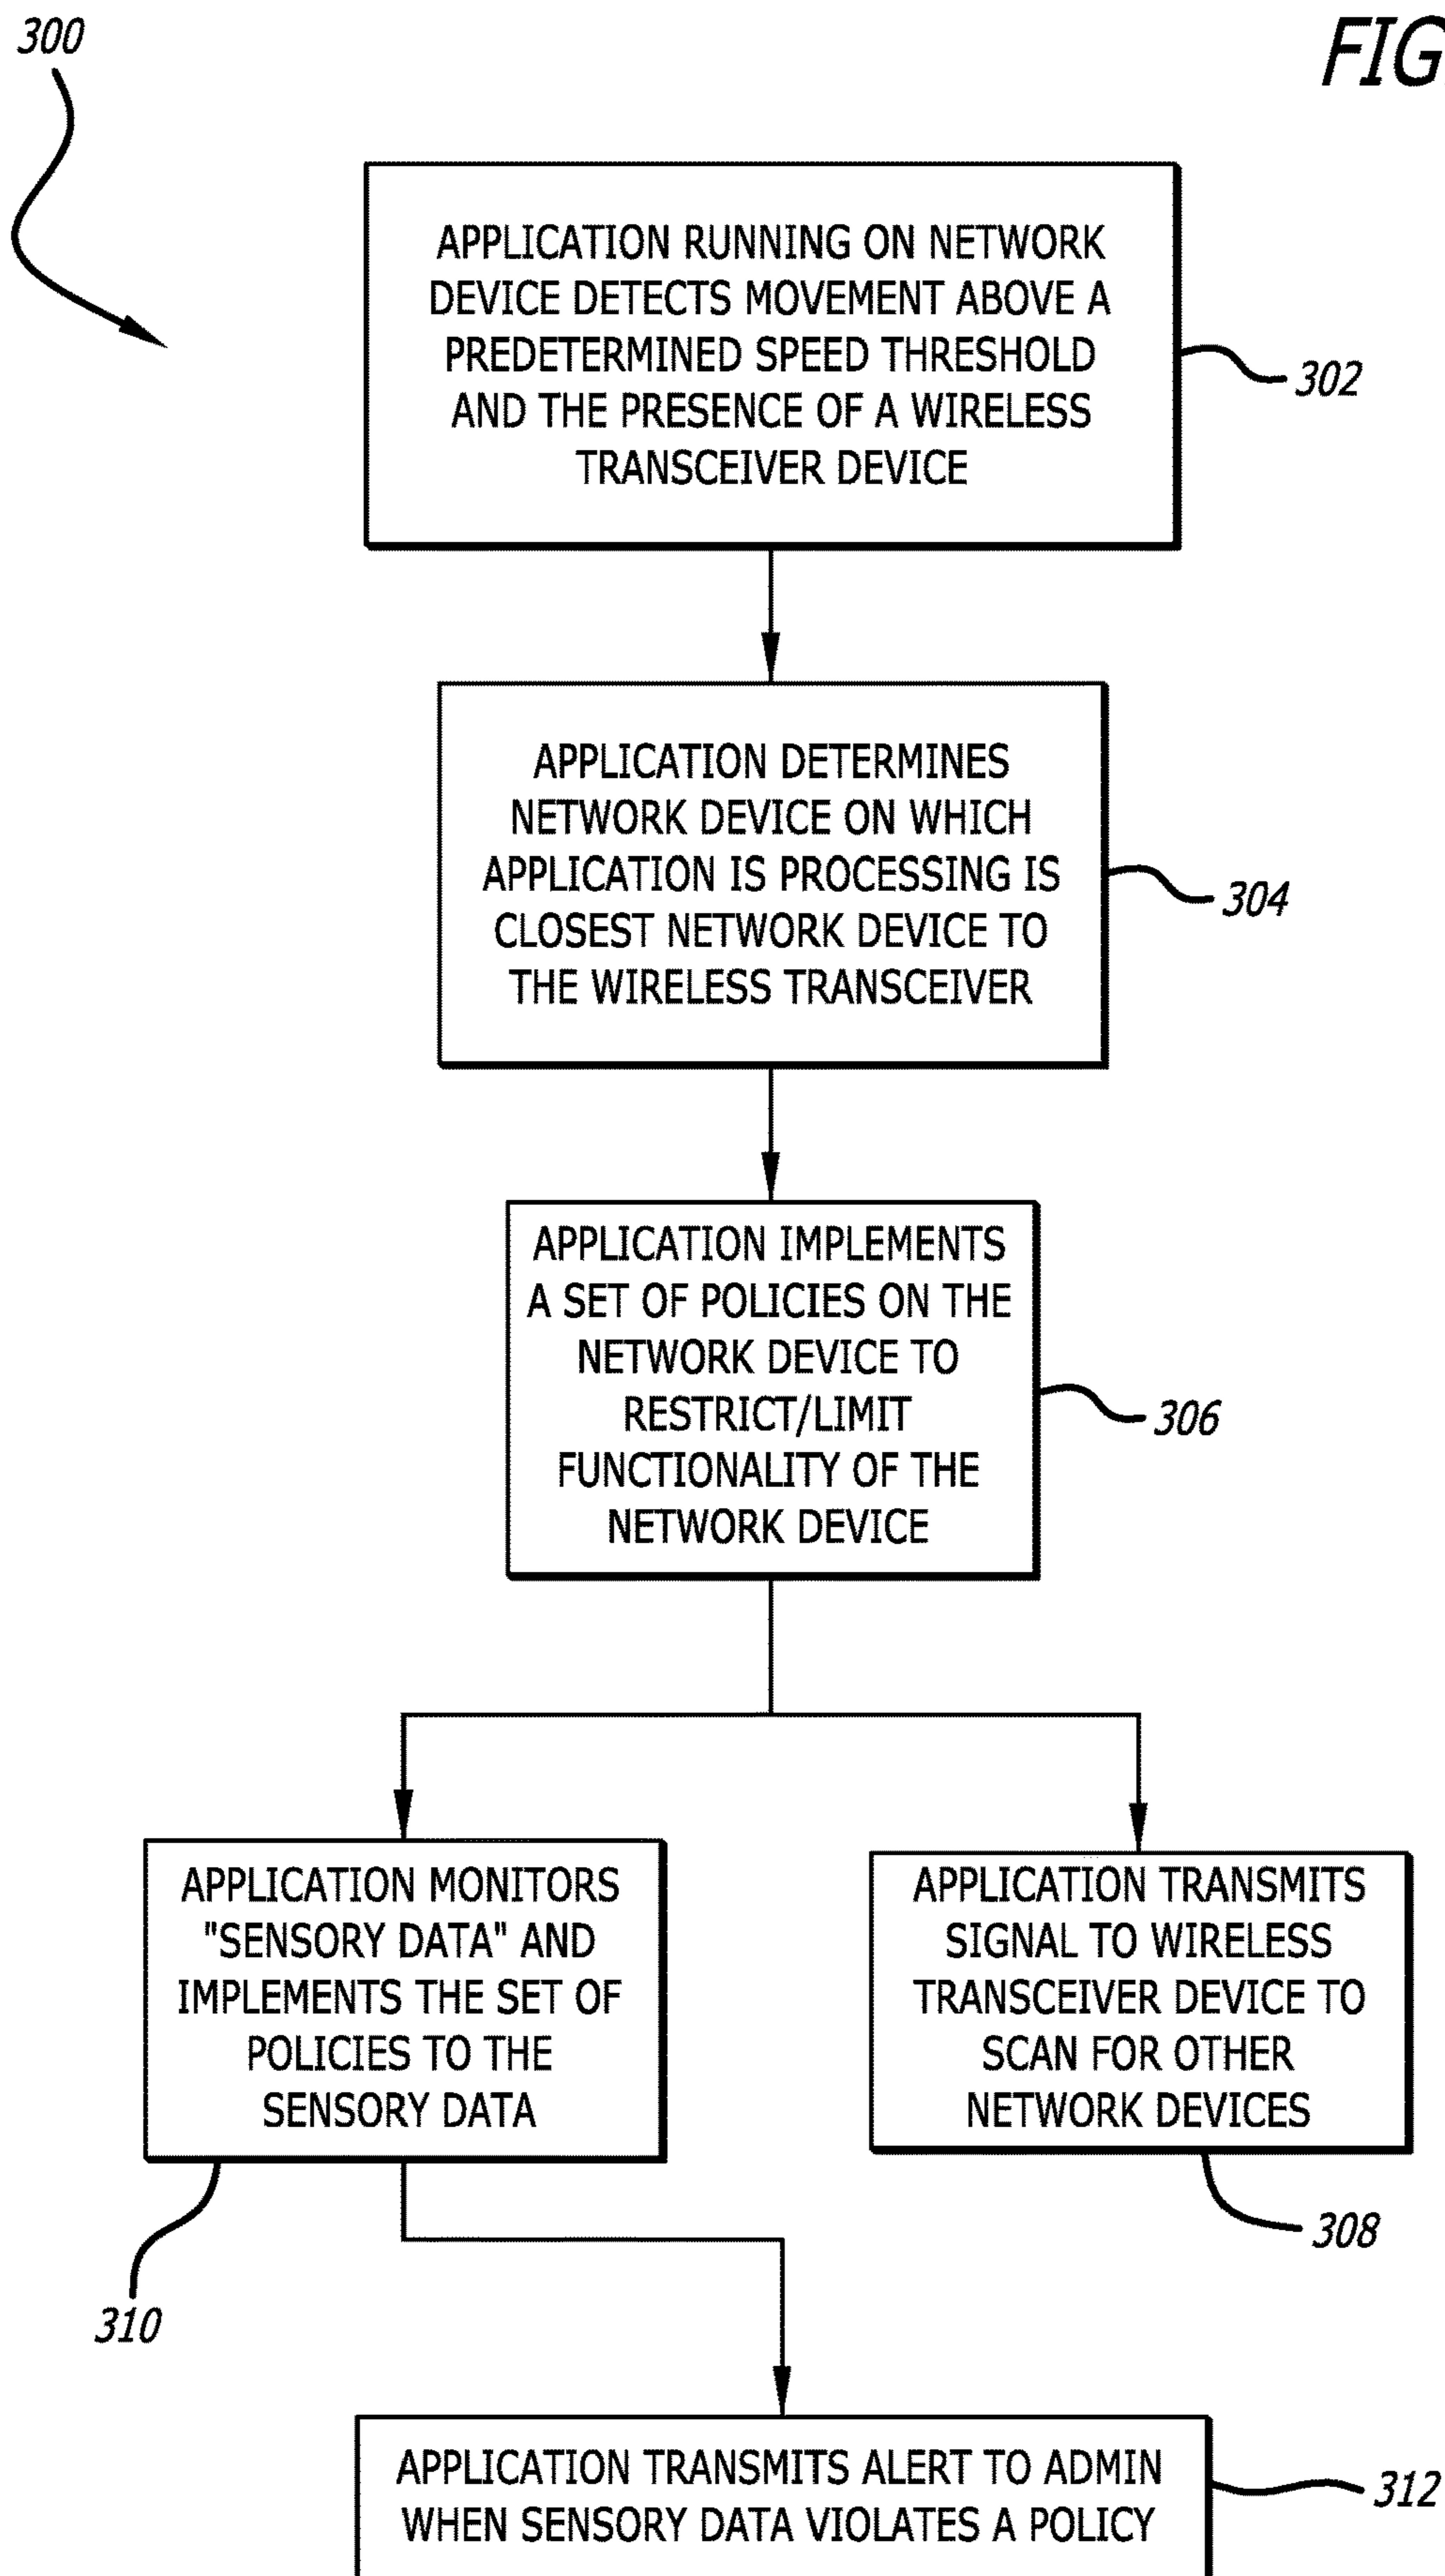 300
FIG
APPLICATION RUNNING ON NETWORK
DEVICE DETECTS MOVEMENT ABOVE A
PREDETERMINED SPEED THRESHOLD
AND THE PRESENCE OF A WIRELESS
TRANSCEIVER DEVICE
302
APPLICATION DETERMINES
NETWORK DEVICE ON WHICH
APPLICATION IS PROCESSING IS
CLOSEST NETWORK DEVICE TO
THE WIRELESS TRANSCEIVER
304
APPLICATION IMPLEMENTS
A SET OF POLICIES ON THE
NETWORK DEVICE TO
RESTRICT/LIMIT
FUNCTIONALITY OF THE
NETWORK DEVICE
306
APPLICATION MONITORS
"SENSORY DATA" AND
IMPLEMENTS THE SET OF
POLICIES TO THE
SENSORY DATA
310
APPLICATION TRANSMITS
SIGNAL TO WIRELESS
TRANSCEIVER DEVICE TO
SCAN FOR OTHER
NETWORK DEVICES
308
APPLICATION TRANSMITS ALERT TO ADMIN
WHEN SENSORY DATA VIOLATES A POLICY
312